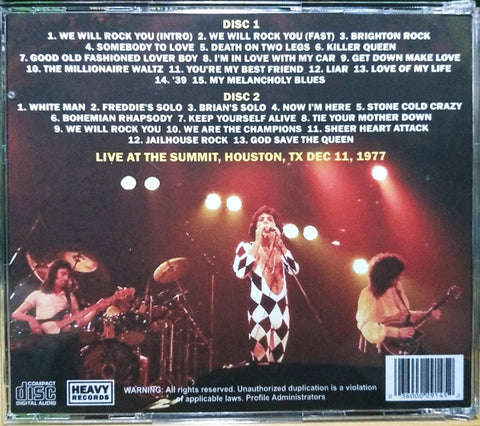 DISC 1
1. WE WILL ROCK YOU (INTRO) 2. WE WILL ROCK YOU (FAST) 3. BRIGHTON ROCK
4. SOMEBODY TO LOVE 5. DEATH ON TWO LEGS 6. KILLER QUEEN
7. GOOD OLD FASHIONED LOVER BOY 8. I'M IN LOVE WITH MY CAR 9. GET DOWN MAKE LOVE
10. THE MILLIONAIRE WALTZ 11. YOU'RE MY BEST FRIEND 12. LIAR 13. LOVE OF MY LIFE
14. '39 15. MY MELANCHOLY BLUES
DISC 2
1. WHITE MAN 2. FREDDIE'S SOLO 3. BRIAN'S SOLO 4. NOW I'M HERE 5. STONE COLD CRAZY
6. BOHEMIAN RHAPSODY 7. KEEP YOURSELF ALIVE 8. TIE YOUR MOTHER DOWN
9. WE WILL ROCK YOU 10. WE ARE THE CHAMPIONS 11. SHEER HEART ATTACK
12. JAILHOUSE ROCK 13. GOD SAVE THE QUEEN
LIVE AT THE SUMMIT, HOUSTON, TX DEC 11, 1977
COMPACT
disc
DIGITAL AUDIO
HEAVY
RECORDS
WARNING: All rights reserved. Unauthorized duplication is a violation
of applicable laws. Profile Administrators